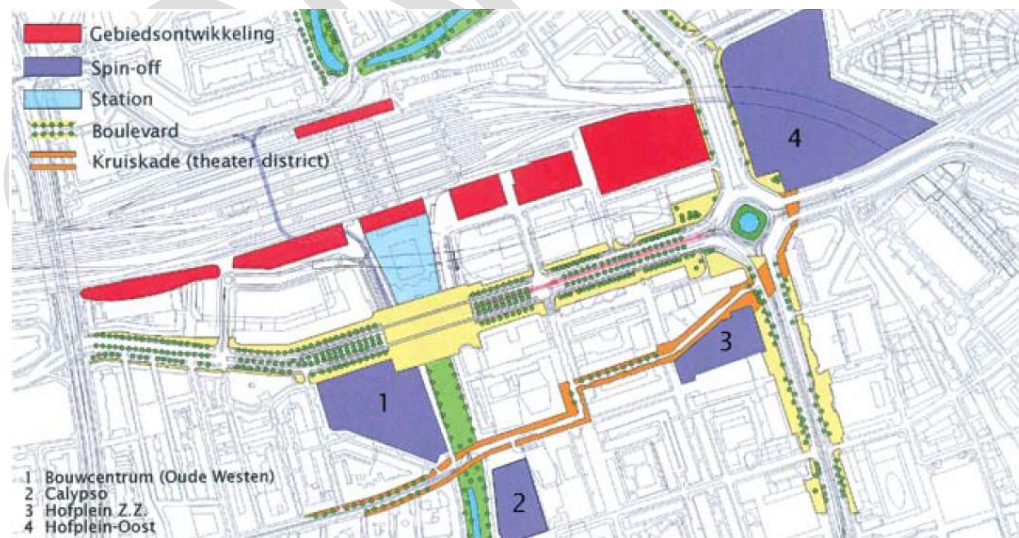 Gebiedsontwikkeling
Spin-off
Station
Boulevard
Kruiskade (theater district)
4
3
1
2
1 Bouwcentrum (Oude Westen)
2 Calypso
3 Hofplein Z.Z.
4 Hofplein-Oost